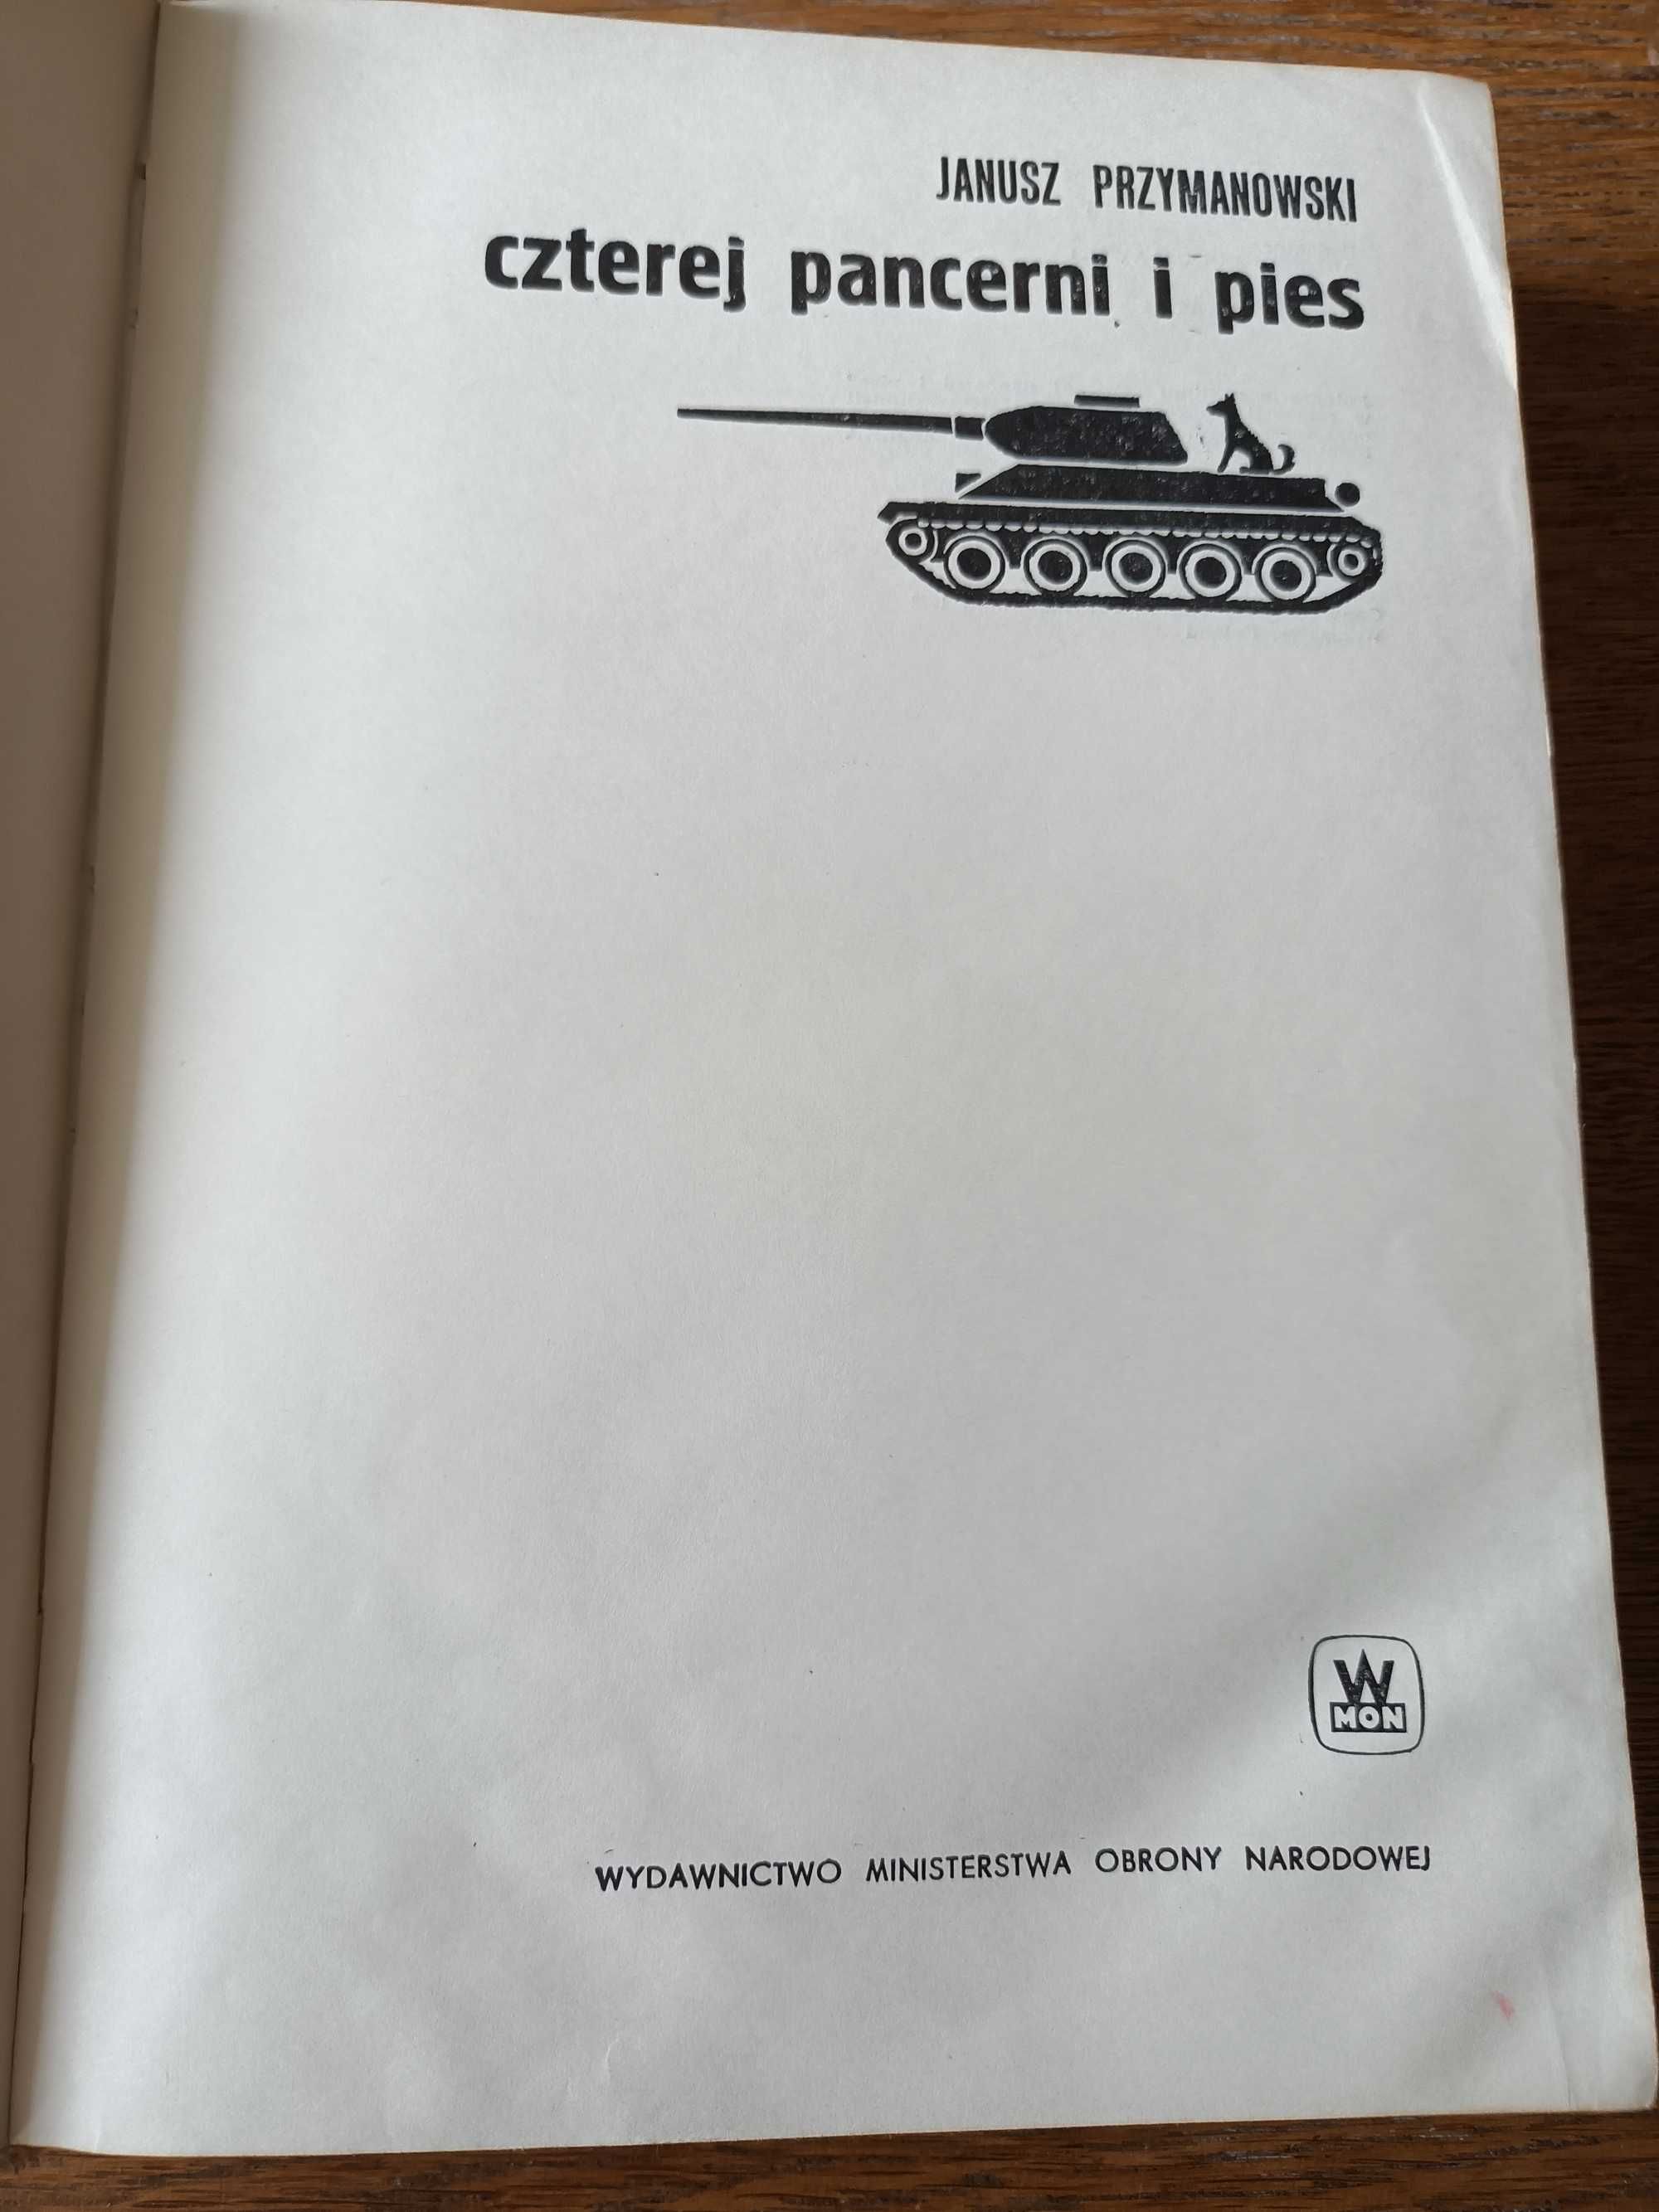 JANUSZ PRZYMANOWSKI
czterej pancerni i pies
W
MON
WYDAWNICTWO MINISTERSTWA OBRONY NARODOWEJ